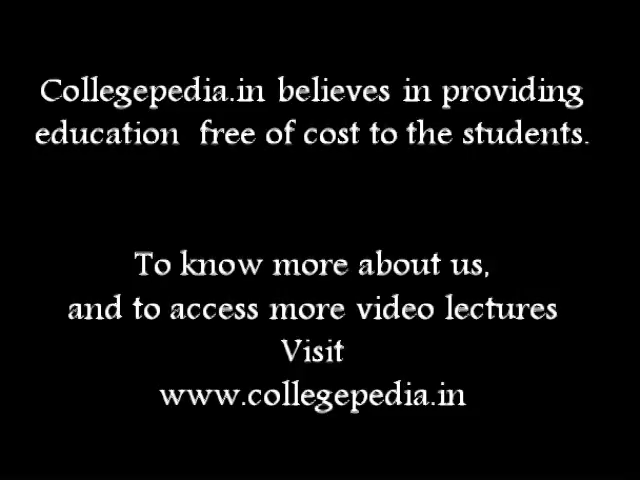 Collegepedia.in believes in providing
education free of cost to the students.
To know more about us,
and to access more video lectures
Visit
www.collegepedia.in